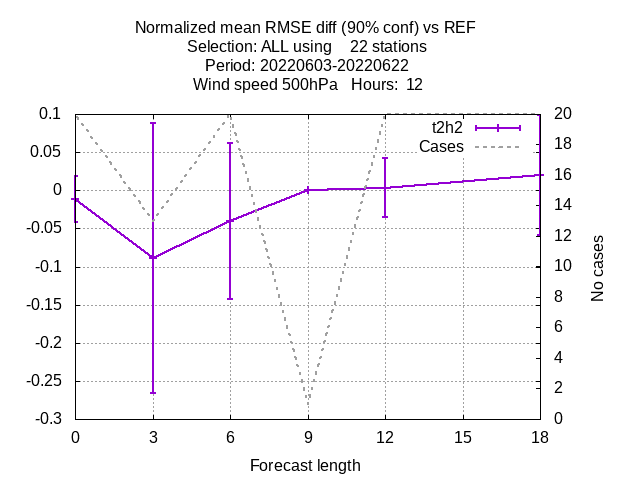 Normalized mean RMSE diff (90% conf) vs REF
Selection: ALL using    22 stations
Period: 20220603-20220622
Wind speed 500hPa   Hours:  12
t2h2
Cases
0.1
0.05
0
-0.05
-0.1
-0.15
-0.2
-0.25
-0.3
20
18
16
14
12
10
8
6
4
2
0
No cases
0 3 6 9 12 15 18
Forecast length